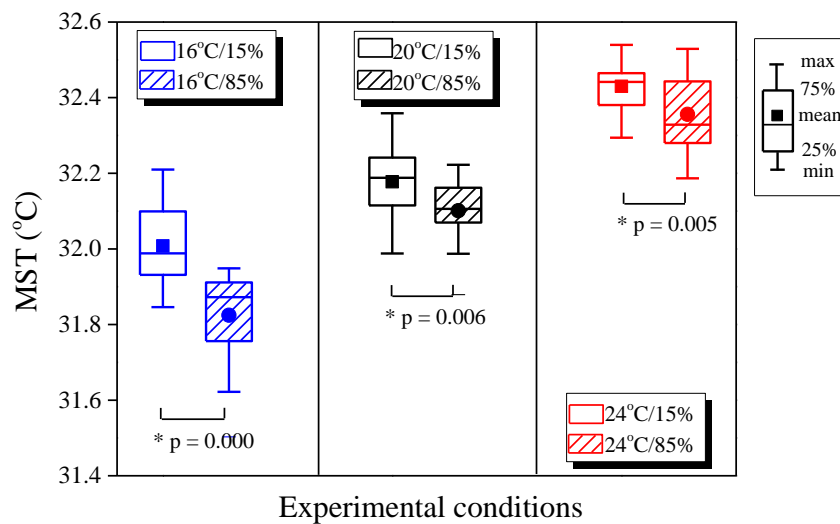 32.6
32.4
32.2
32.0
31.8
31.6
31.4
MST (°C)
16°C/15%
16°C/85%
* p = 0.000
20°C/15%
20°C/85%
* p = 0.006
* p = 0.005
24°C/15%
24°C/85%
max
75%
mean
25%
min
Experimental conditions